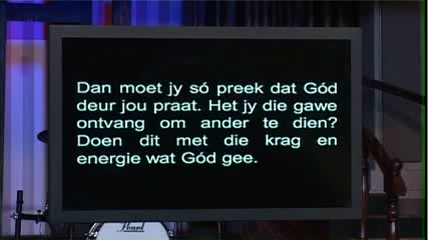 Dan moet jy só preek dat Gód
deur jou praat. Het jy die gawe
ontvang om ander te dien?
Doen dit met die krag en
energie wat Gód gee.
Pearl